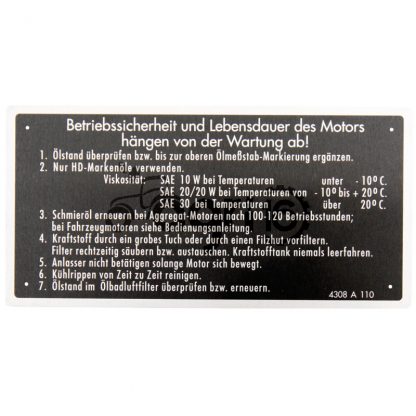 Betriebssicherheit und Lebensdauer des Motors
hängen von der Wartung ab!
1. Ölstand überprüfen bzw. bis zur oberen Ölmeßstab-Markierung ergänzen.
2. Nur HD-Markenöle verwenden.
Viskosität: SAE 10 W bei Temperaturen unter - 10° C.
SAE 20/20 W bei Temperaturen von - 10° bis + 20° C.
SAE 30 bei Temperaturen über 20° C.
3. Schmieröl erneuern bei Aggregat-Motoren nach 100-120 Betriebsstunden;
bei Fahrzeugmotoren siehe Bedienungsanleitung.
4. Kraftstoff durch ein grobes Tuch oder durch einen Filzhut vorfiltern.
Filter rechtzeitig säubern bzw. austauschen. Kraftstofftank niemals leerfahren.
5. Anlasser nicht betätigen solange Motor sich bewegt.
6. Kühlrippen von Zeit zu Zeit reinigen.
7. Ölstand im Ölbadluftfilter überprüfen bzw. erneuern.
4308 A 110